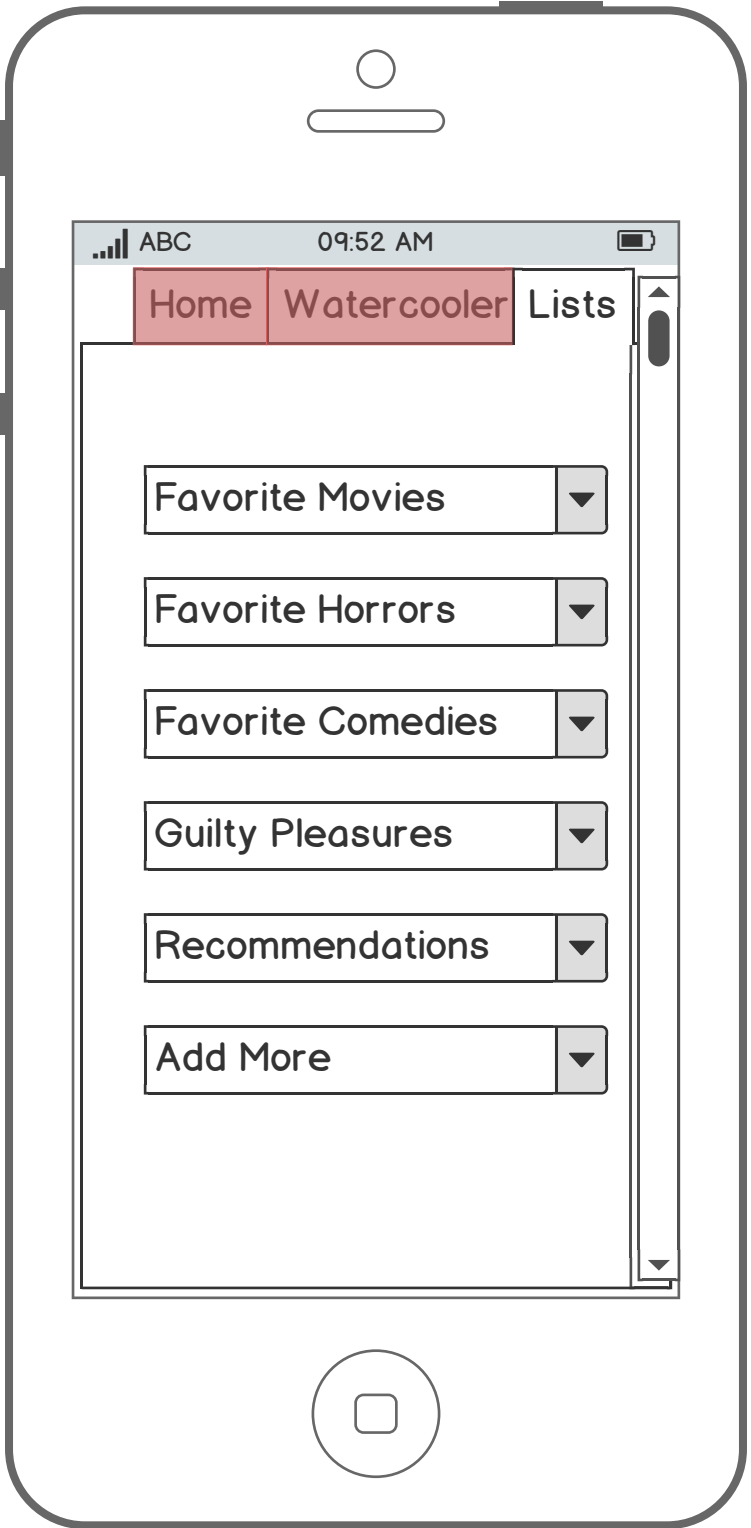 ABC 09:52 AM
Home Watercooler Lists
Favorite Movies
Favorite Horrors
Favorite Comedies
Guilty Pleasures
Recommendations
Add More